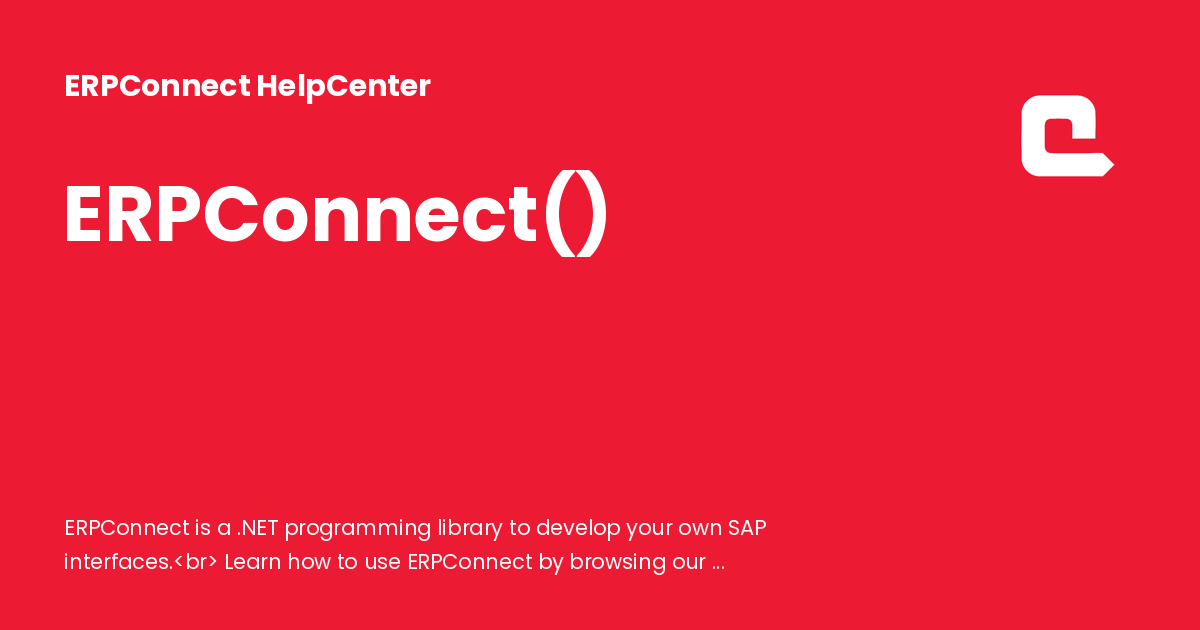 ERPConnect HelpCenter
ERPConnect()
ERPConnect is a .NET programming library to develop your own SAP
interfaces.<br> Learn how to use ERPConnect by browsing our ...